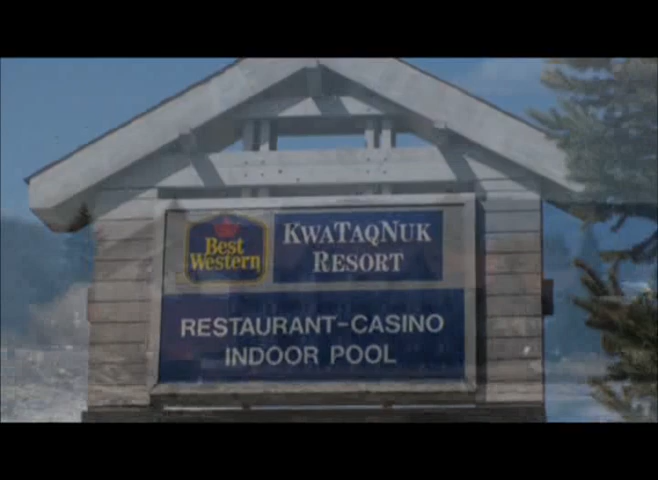 Best
Western
KWATAQNUK
RESORT
RESTAURANT-CASINO
INDOOR POOL